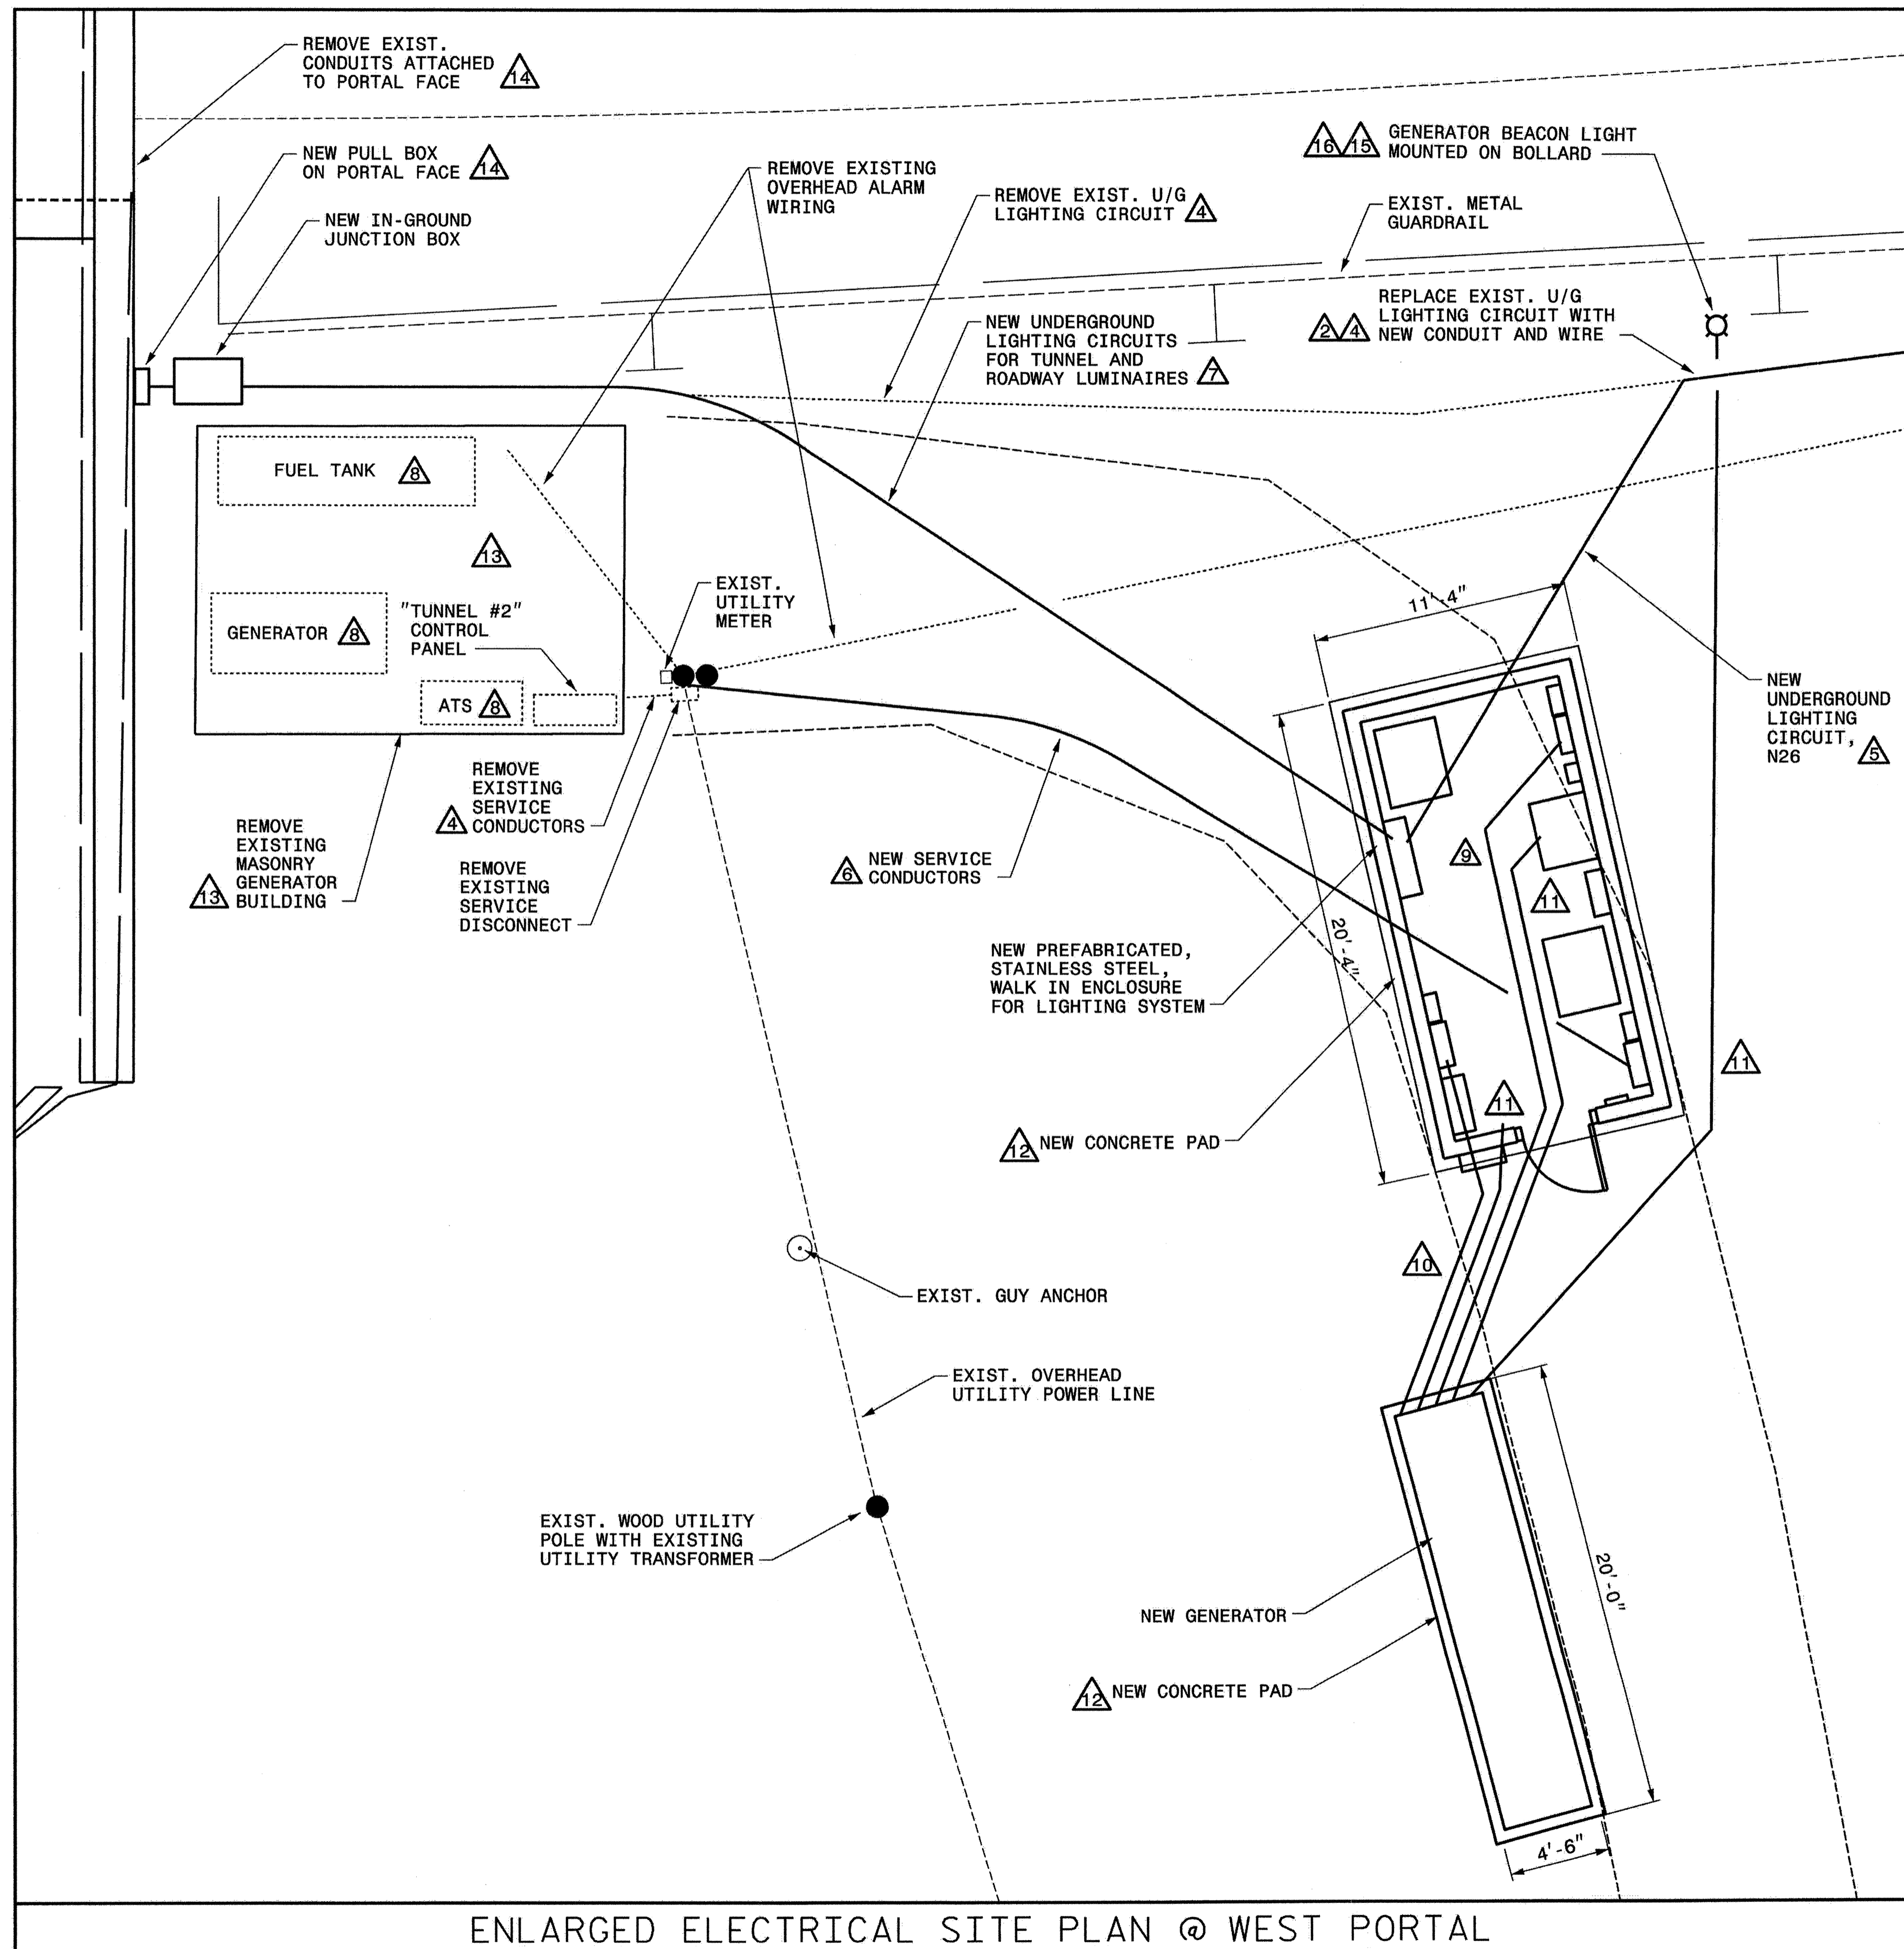 REMOVE EXIST.
CONDUITS ATTACHED
TO PORTAL FACE 14
NEW PULL BOX
ON PORTAL FACE 14
NEW IN-GROUND
JUNCTION BOX
REMOVE EXISTING
OVERHEAD ALARM
WIRING
REMOVE EXIST. U/G
LIGHTING CIRCUIT 4
16 15 GENERATOR BEACON LIGHT
MOUNTED ON BOLLARD
EXIST. METAL
GUARDRAIL
NEW UNDERGROUND
LIGHTING CIRCUITS
FOR TUNNEL AND
ROADWAY LUMINAIRES 7
REPLACE EXIST. U/G
LIGHTING CIRCUIT WITH
2 4 NEW CONDUIT AND WIRE
FUEL TANK 8
13
GENERATOR 8
"TUNNEL #2"
CONTROL
PANEL
ATS 8
EXIST.
UTILITY
METER
11'-4"
NEW
UNDERGROUND
LIGHTING
CIRCUIT,
N26 5
REMOVE
EXISTING
SERVICE
4 CONDUCTORS
REMOVE
EXISTING
MASONRY
GENERATOR
13 BUILDING
REMOVE
EXISTING
SERVICE
DISCONNECT
6 NEW SERVICE
CONDUCTORS
9
11
20'-4"
NEW PREFABRICATED,
STAINLESS STEEL,
WALK IN ENCLOSURE
FOR LIGHTING SYSTEM
11
11
12 NEW CONCRETE PAD
10
EXIST. GUY ANCHOR
EXIST. OVERHEAD
UTILITY POWER LINE
EXIST. WOOD UTILITY
POLE WITH EXISTING
UTILITY TRANSFORMER
20'-0"
NEW GENERATOR
12 NEW CONCRETE PAD
4'-6"
ENLARGED ELECTRICAL SITE PLAN @ WEST PORTAL